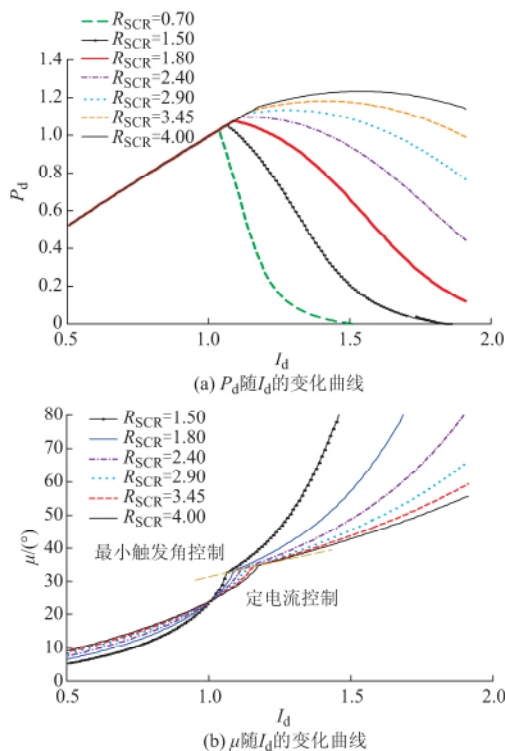 R_SCR=0.70
R_SCR=1.50
R_SCR=1.80
R_SCR=2.40
R_SCR=2.90
R_SCR=3.45
R_SCR=4.00
1.4
1.2
1.0
0.8
0.6
0.4
0.2
0
P_d
0.5 1.0 1.5 2.0
I_d
(a) P_d随I_d的变化曲线
80
70
60
50
40
30
20
10
0
μ/(°)
R_SCR=1.50
R_SCR=1.80
R_SCR=2.40
R_SCR=2.90
R_SCR=3.45
R_SCR=4.00
最小触发角控制
定电流控制
0.5 1.0 1.5 2.0
I_d
(b) μ随I_d的变化曲线